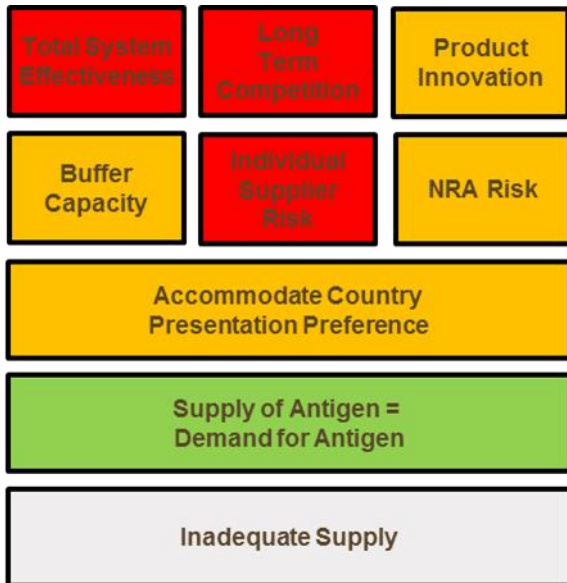 Total System
Effectiveness
Long
Term
Competition
Product
Innovation
Buffer
Capacity
Individual
Supplier
Risk
NRA Risk
Accommodate Country
Presentation Preference
Supply of Antigen =
Demand for Antigen
Inadequate Supply